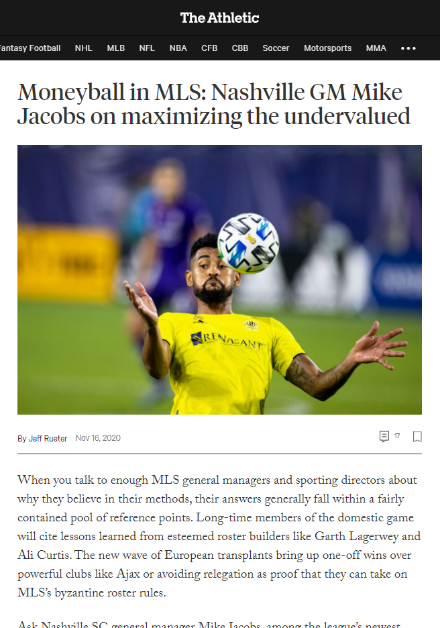 The Athletic
Fantasy Football NHL MLB NFL NBA CFB CBB Soccer Motorsports MMA •••
Moneyball in MLS: Nashville GM Mike
Jacobs on maximizing the undervalued
RENASANT
By Jeff Rueter Nov 16, 2020 17
When you talk to enough MLS general managers and sporting directors about
why they believe in their methods, their answers generally fall within a fairly
contained pool of reference points. Long-time members of the domestic game
will cite lessons learned from esteemed roster builders like Garth Lagerwey and
Ali Curtis. The new wave of European transplants bring up one-off wins over
powerful clubs like Ajax or avoiding relegation as proof that they can take on
MLS's byzantine roster rules.
Ask Nashville SC general manager Mike Jacobs, among the league's newest